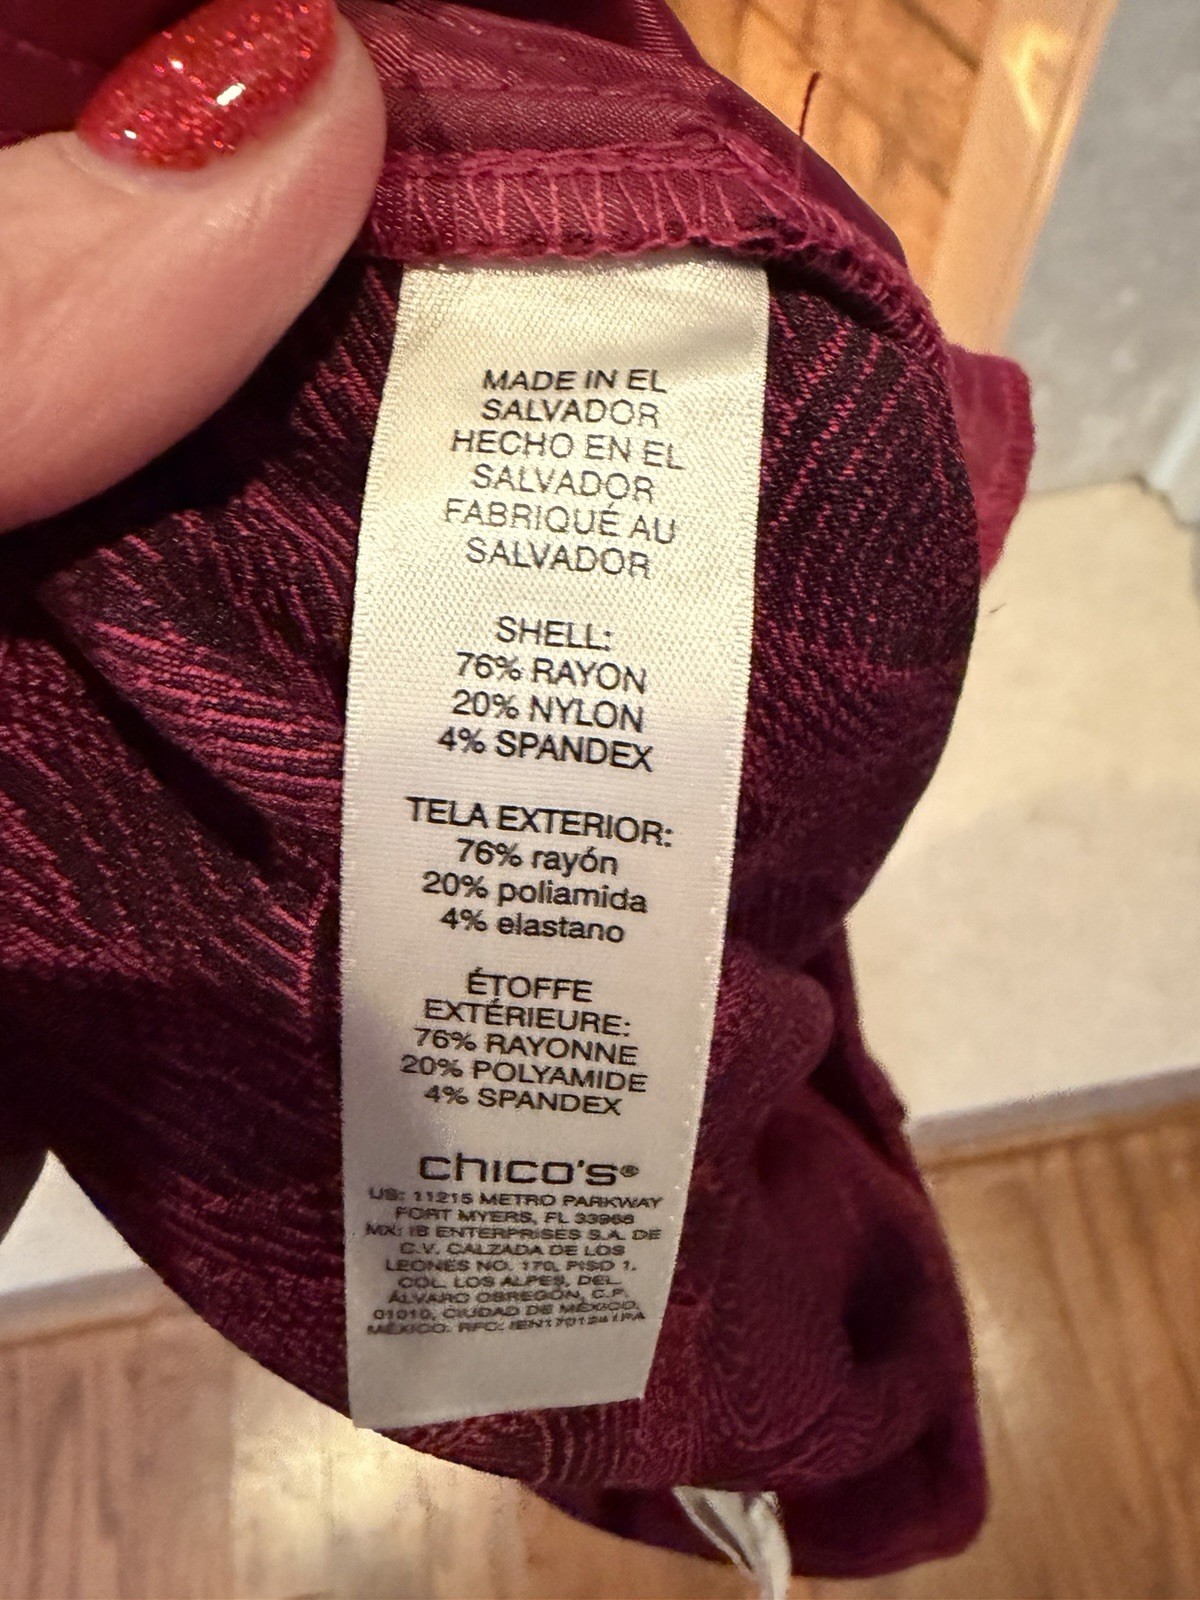 MADE IN EL
SALVADOR
HECHO EN EL
SALVADOR
FABRIQUÉ AU
SALVADOR
SHELL:
76% RAYON
20% NYLON
4% SPANDEX
TELA EXTERIOR:
76% rayón
20% poliamida
4% elastano
ÉTOFFE
EXTÉRIEURE:
76% RAYONNE
20% POLYAMIDE
4% SPANDEX
chico's®
US: 11215 METRO PARKWAY
FORT MYERS, FL 33966
MX: IB ENTERPRISES S.A. DE
C.V. CALZADA DE LOS
LEONES NO. 170, PISO 1,
COL. LOS ALPES, DEL.
ÁLVARO OBREGÓN, C.P.
01010, CIUDAD DE MÉXICO,
MÉXICO. RFC: